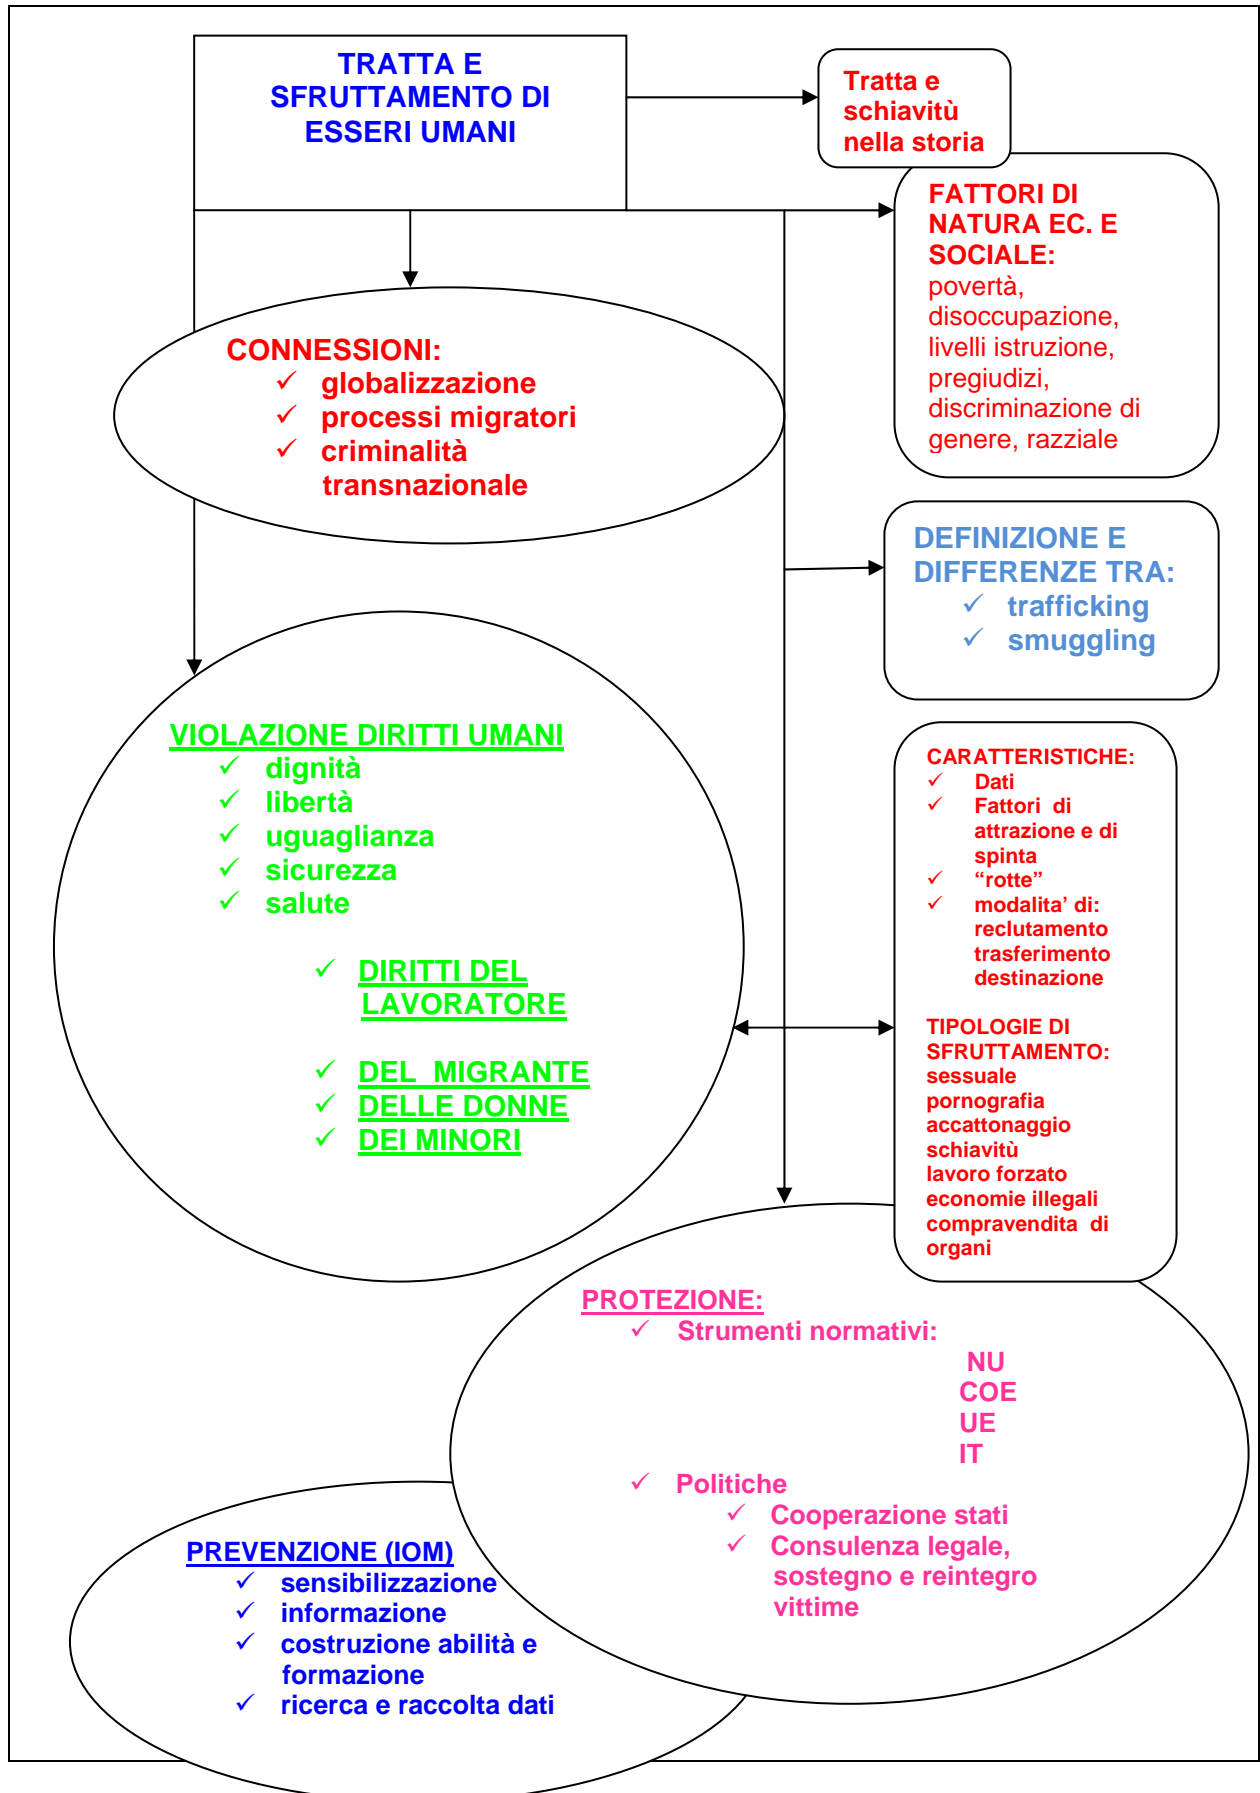 TRATTA E
SFRUTTAMENTO DI
ESSERI UMANI
Tratta e
schiavitù
nella storia
FATTORI DI
NATURA EC. E
SOCIALE:
povertà,
disoccupazione,
livelli istruzione,
pregiudizi,
discriminazione di
genere, razziale
CONNESSIONI:
✓ globalizzazione
✓ processi migratori
✓ criminalità
transnazionale
DEFINIZIONE E
DIFFERENZE TRA:
✓ trafficking
✓ smuggling
VIOLAZIONE DIRITTI UMANI
✓ dignità
✓ libertà
✓ uguaglianza
✓ sicurezza
✓ salute
✓ DIRITTI DEL
LAVORATORE
✓ DEL MIGRANTE
✓ DELLE DONNE
✓ DEI MINORI
CARATTERISTICHE:
✓ Dati
✓ Fattori di
attrazione e di
spinta
✓ “rotte”
✓ modalita’ di:
reclutamento
trasferimento
destinazione
TIPOLOGIE DI
SFRUTTAMENTO:
sessuale
pornografia
accattonaggio
schiavitù
lavoro forzato
economie illegali
compravendita di
organi
PROTEZIONE:
✓ Strumenti normativi:
NU
COE
UE
IT
✓ Politiche
✓ Cooperazione stati
✓ Consulenza legale,
sostegno e reintegro
vittime
PREVENZIONE (IOM)
✓ sensibilizzazione
✓ informazione
✓ costruzione abilità e
formazione
✓ ricerca e raccolta dati